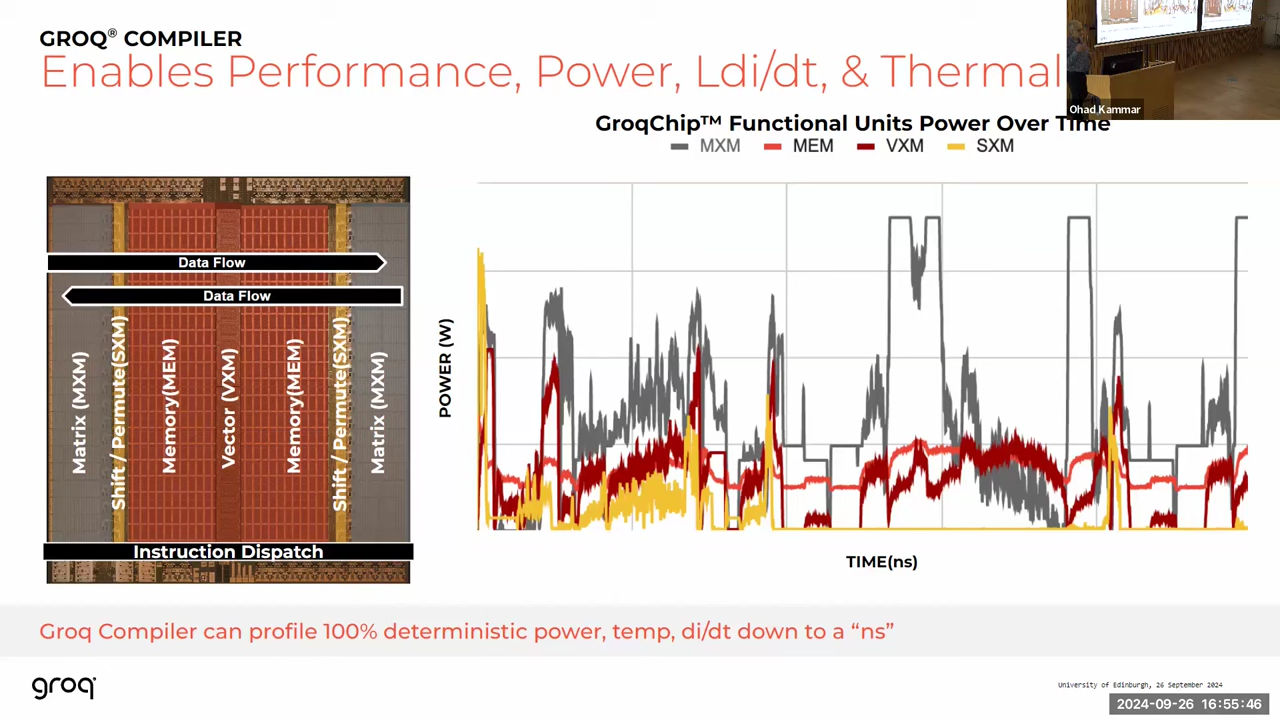 GROQ® COMPILER
Enables Performance, Power, Ldi/dt, & Thermal
Ohad Kammar
GroqChip™ Functional Units Power Over Time
MXM MEM VXM SXM
Data Flow
Data Flow
Matrix (MXM)
Shift / Permute(SXM)
Memory(MEM)
Vector (VXM)
Memory(MEM)
Shift / Permute(SXM)
Matrix (MXM)
Instruction Dispatch
POWER (W)
TIME(ns)
Groq Compiler can profile 100% deterministic power, temp, di/dt down to a “ns”
groq
University of Edinburgh, 26 September 2024
2024-09-26 16:55:46